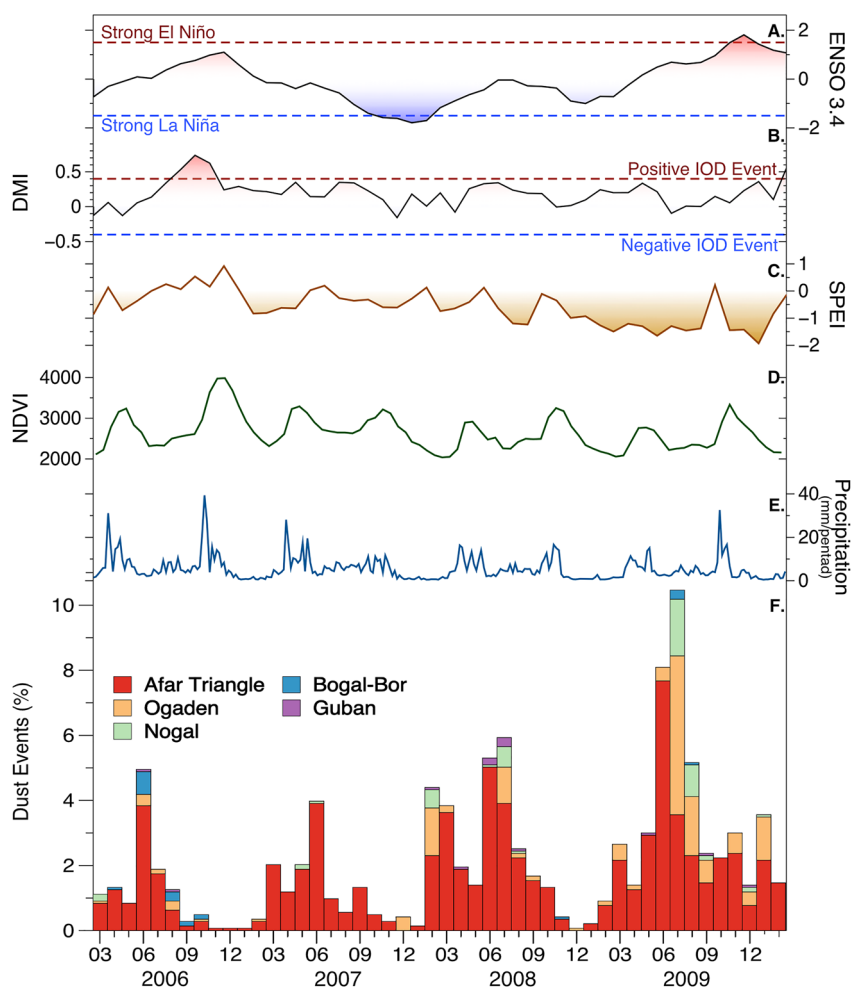 Strong El Niño
A.
2
0
−2
ENSO 3.4
Strong La Niña
B.
DMI
0.5
0
−0.5
Positive IOD Event
Negative IOD Event
C.
1
0
−1
−2
SPEI
D.
NDVI
4000
3000
2000
E.
40
20
0
Precipitation
(mm/pentad)
F.
Dust Events (%)
10
8
6
4
2
0
Afar Triangle
Ogaden
Nogal
Bogal-Bor
Guban
03 06 09 12 03 06 09 12 03 06 09 12 03 06 09 12
2006 2007 2008 2009